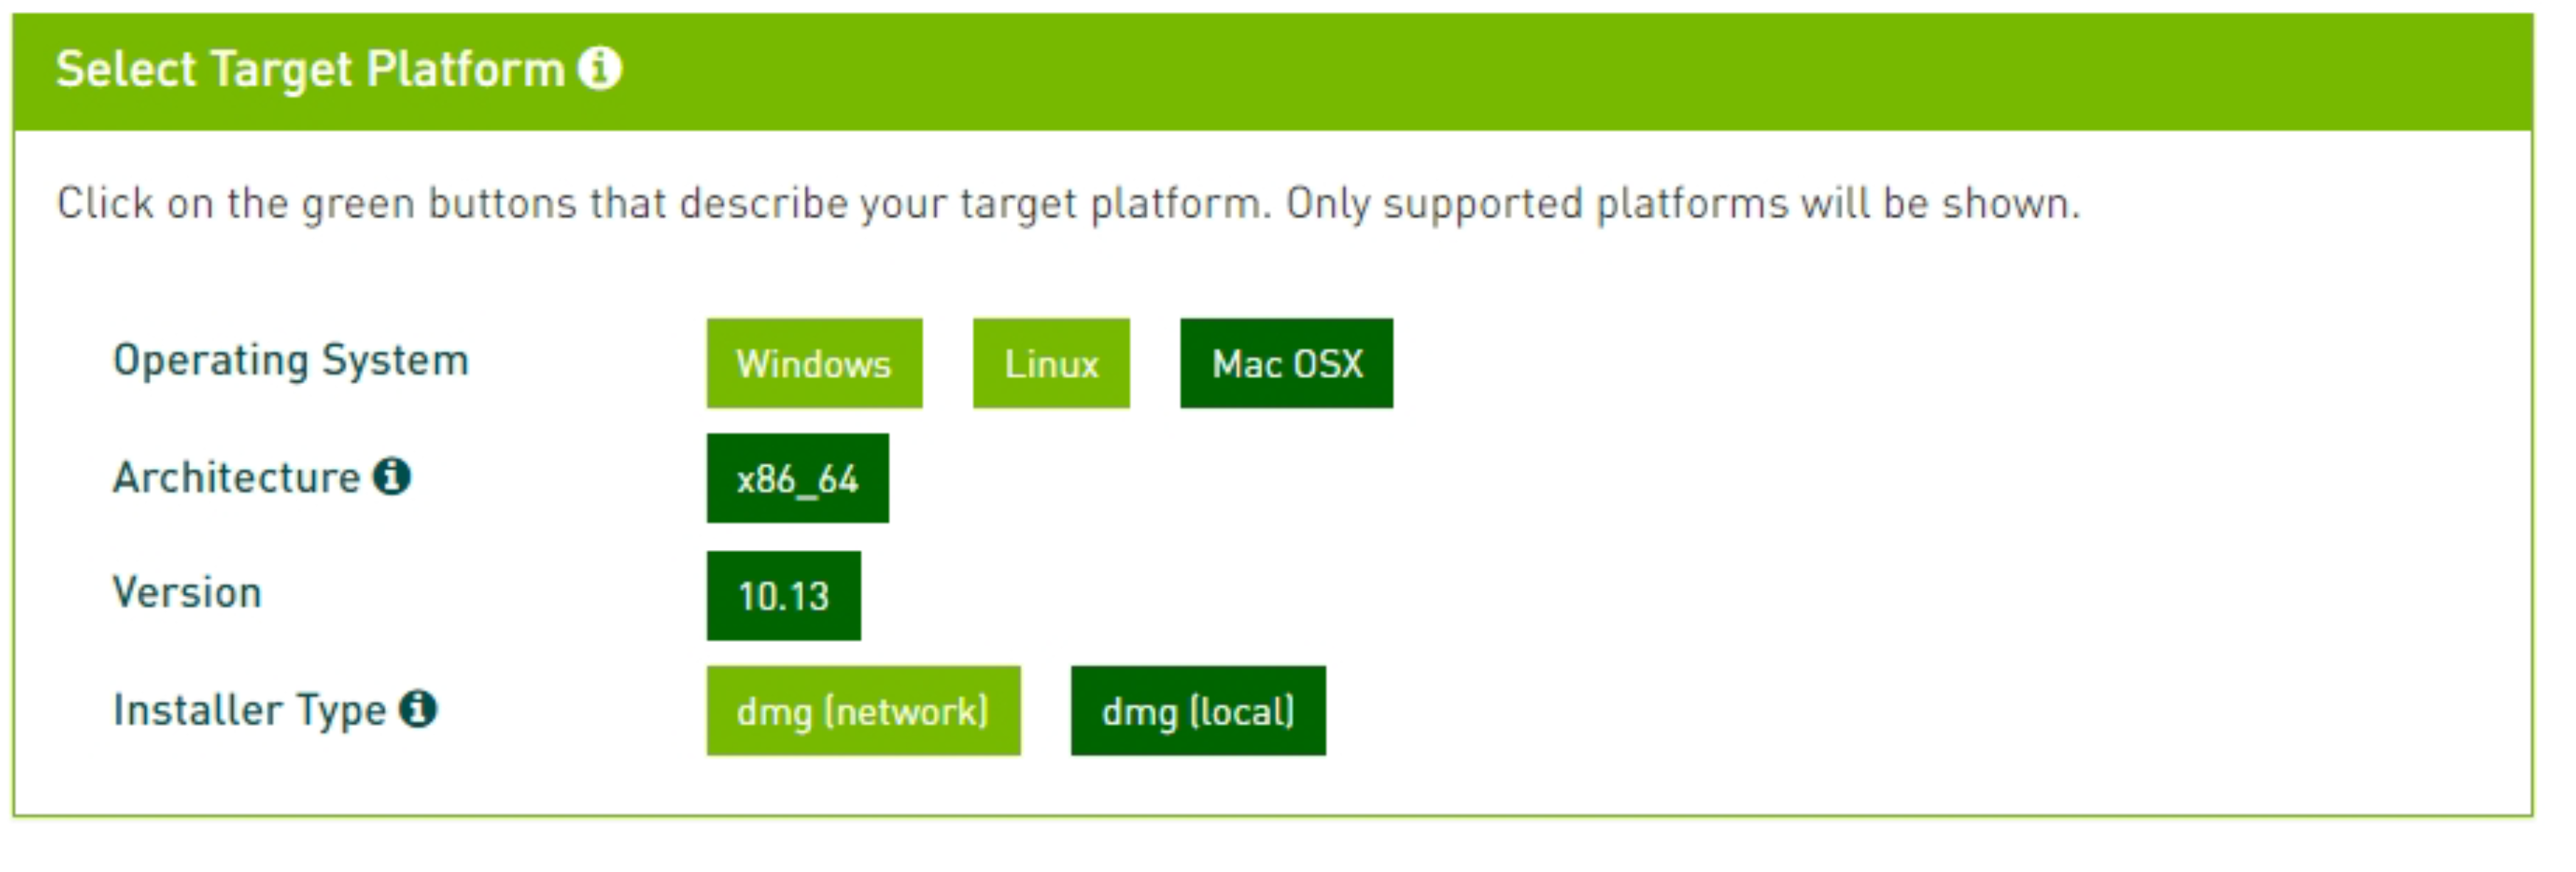 Select Target Platform
Click on the green buttons that describe your target platform. Only supported platforms will be shown.
Operating System Windows Linux Mac OSX
Architecture x86_64
Version 10.13
Installer Type dmg (network) dmg (local)